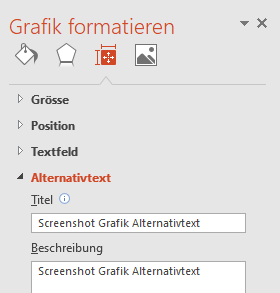 Grafik formatieren
Grösse
Position
Textfeld
Alternativtext
Titel
Screenshot Grafik Alternativtext
Beschreibung
Screenshot Grafik Alternativtext